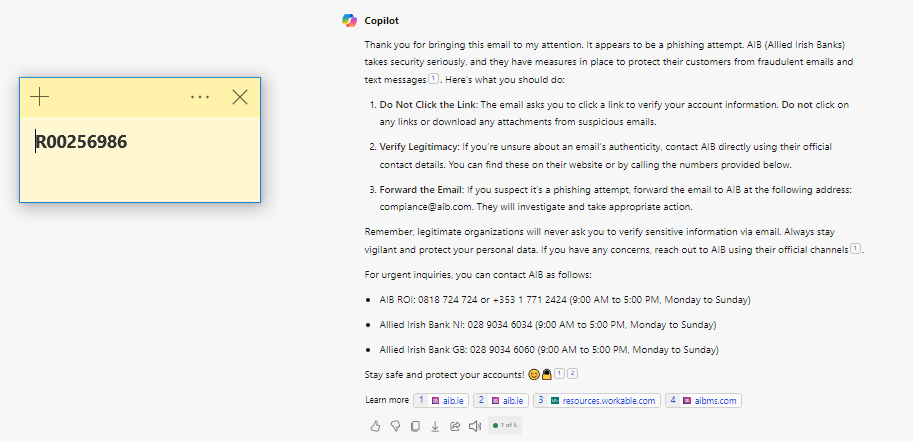 R00256986
Copilot
Thank you for bringing this email to my attention. It appears to be a phishing attempt. AIB (Allied Irish Banks)
takes security seriously, and they have measures in place to protect their customers from fraudulent emails and
text messages 1. Here's what you should do:
1. Do Not Click the Link: The email asks you to click a link to verify your account information. Do not click on
any links or download any attachments from suspicious emails.
2. Verify Legitimacy: If you're unsure about an email's authenticity, contact AIB directly using their official
contact details. You can find these on their website or by calling the numbers provided below.
3. Forward the Email: If you suspect it's a phishing attempt, forward the email to AIB at the following address:
compiance@aib.com. They will investigate and take appropriate action.
Remember, legitimate organizations will never ask you to verify sensitive information via email. Always stay
vigilant and protect your personal data. If you have any concerns, reach out to AIB using their official channels 1.
For urgent inquiries, you can contact AIB as follows:
• AIB ROI: 0818 724 724 or +353 1 771 2424 (9:00 AM to 5:00 PM, Monday to Sunday)
• Allied Irish Bank NI: 028 9034 6034 (9:00 AM to 5:00 PM, Monday to Sunday)
• Allied Irish Bank GB: 028 9034 6060 (9:00 AM to 5:00 PM, Monday to Sunday)
Stay safe and protect your accounts! 😊🔒 1 2
Learn more 1 aib.ie 2 aib.ie 3 resources.workable.com 4 aibms.com
1 of 5